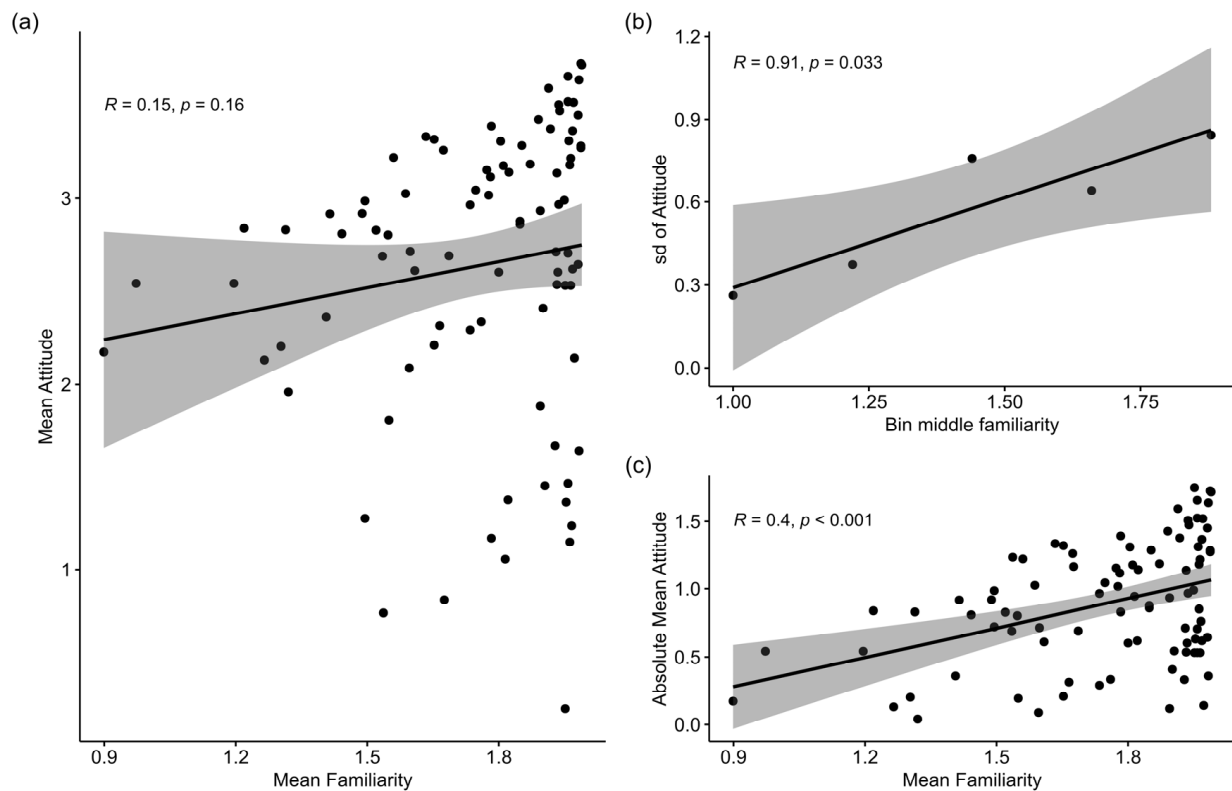 (a)
R = 0.15, p = 0.16
3
2
1
Mean Attitude
0.9 1.2 1.5 1.8
Mean Familiarity
(b)
R = 0.91, p = 0.033
1.2
0.9
0.6
0.3
0.0
sd of Attitude
1.00 1.25 1.50 1.75
Bin middle familiarity
(c)
R = 0.4, p < 0.001
1.5
1.0
0.5
0.0
Absolute Mean Attitude
0.9 1.2 1.5 1.8
Mean Familiarity